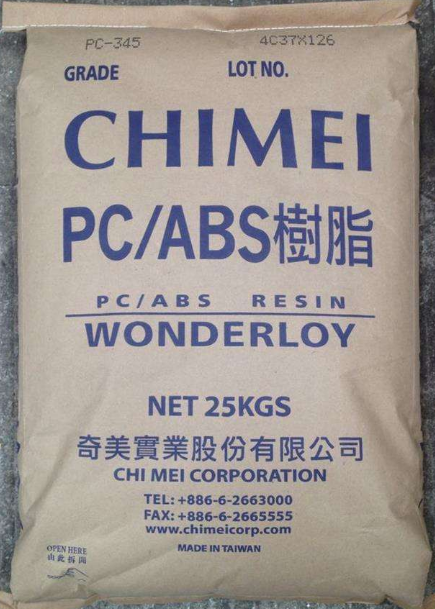 PC-345 4C37X126
GRADE LOT NO.
CHIMEI
PC/ABS樹脂
PC/ABS RESIN
WONDERLOY
NET 25KGS
奇美實業股份有限公司
CHI MEI CORPORATION
TEL: +886-6-2663000
FAX: +886-6-2665555
www.chimeicorp.com
MADE IN TAIWAN
OPEN HERE
由此拆開